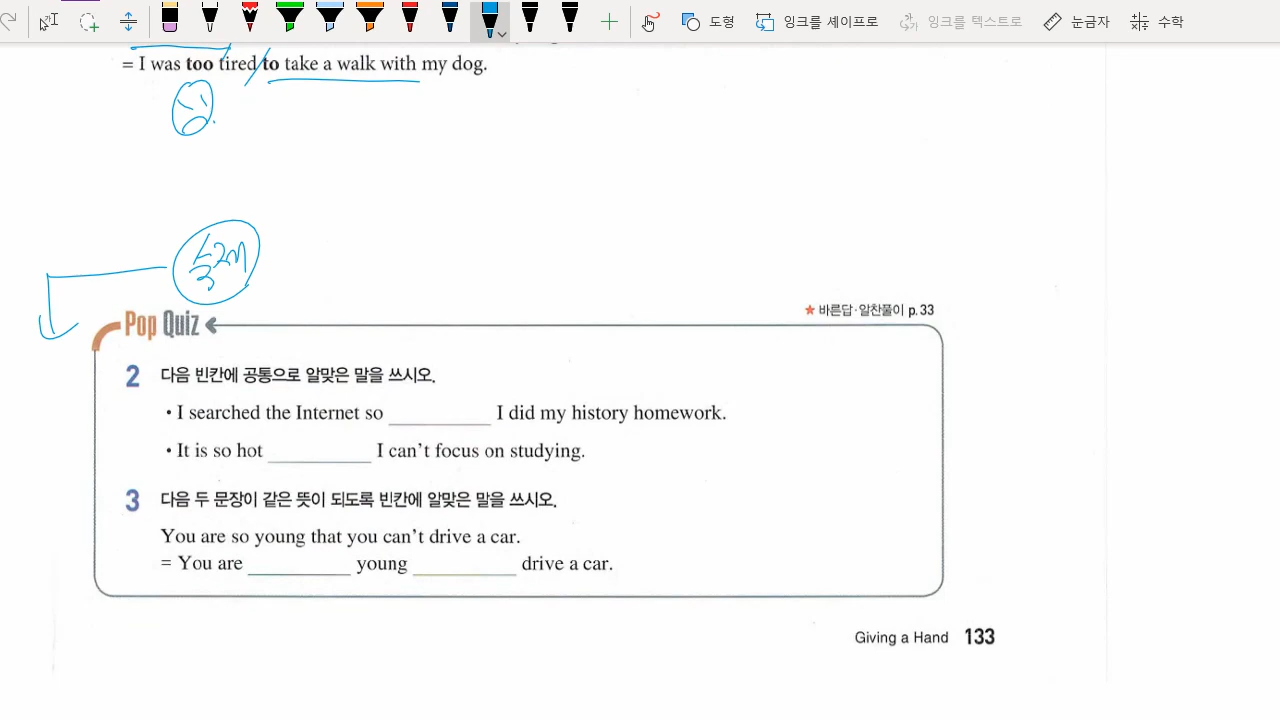 도형
잉크를 셰이프로
잉크를 텍스트로
눈금자
수학
= I was too tired to take a walk with my dog.
숙제
Pop Quiz
★ 바른답·알찬풀이 p.33
2 다음 빈칸에 공통으로 알맞은 말을 쓰시오.
• I searched the Internet so __________ I did my history homework.
• It is so hot __________ I can't focus on studying.
3 다음 두 문장이 같은 뜻이 되도록 빈칸에 알맞은 말을 쓰시오.
You are so young that you can't drive a car.
= You are __________ young __________ drive a car.
Giving a Hand 133